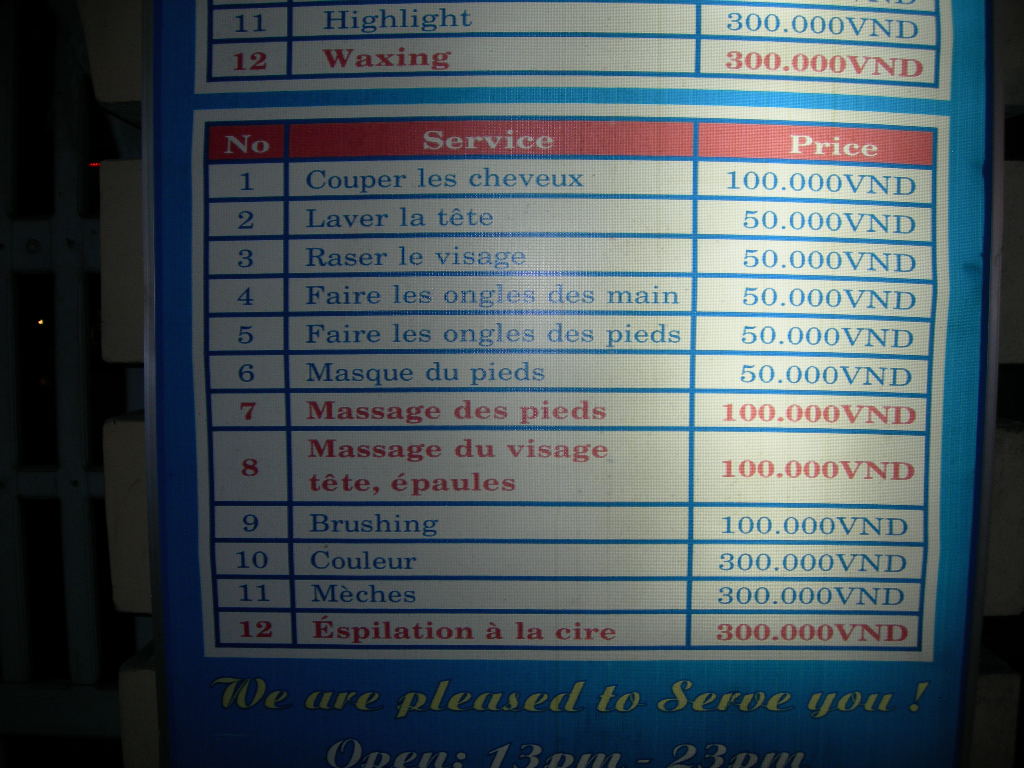 11 Highlight 300.000VND
12 Waxing 300.000VND
No Service Price
1 Couper les cheveux 100.000VND
2 Laver la tête 50.000VND
3 Raser le visage 50.000VND
4 Faire les ongles des main 50.000VND
5 Faire les ongles des pieds 50.000VND
6 Masque du pieds 50.000VND
7 Massage des pieds 100.000VND
8 Massage du visage
tête, épaules 100.000VND
9 Brushing 100.000VND
10 Couleur 300.000VND
11 Mèches 300.000VND
12 Éspilation à la cire 300.000VND
We are pleased to Serve you !
Open: 13pm - 23pm